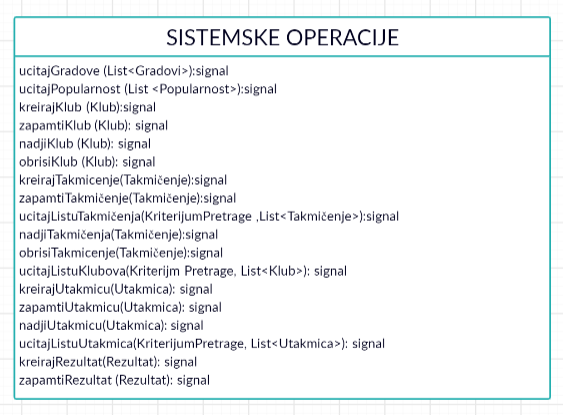 SISTEMSKE OPERACIJE
ucitajGradove (List<Gradovi>):signal
ucitajPopularnost (List <Popularnost>):signal
kreirajKlub (Klub):signal
zapamtiKlub (Klub): signal
nadjiKlub (Klub): signal
obrisiKlub (Klub): signal
kreirajTakmicenje(Takmičenje):signal
zapamtiTakmičenje(Takmičenje):signal
ucitajListuTakmičenja(KriterijumPretrage ,List<Takmičenje>):signal
nadjiTakmičenja(Takmičenje):signal
obrisiTakmicenje(Takmičenje):signal
ucitajListuKlubova(Kriterijm Pretrage, List<Klub>): signal
kreirajUtakmicu(Utakmica): signal
zapamtiUtakmicu(Utakmica): signal
nadjiUtakmicu(Utakmica): signal
ucitajListuUtakmica(KriterijumPretrage, List<Utakmica>): signal
kreirajRezultat(Rezultat): signal
zapamtiRezultat (Rezultat): signal